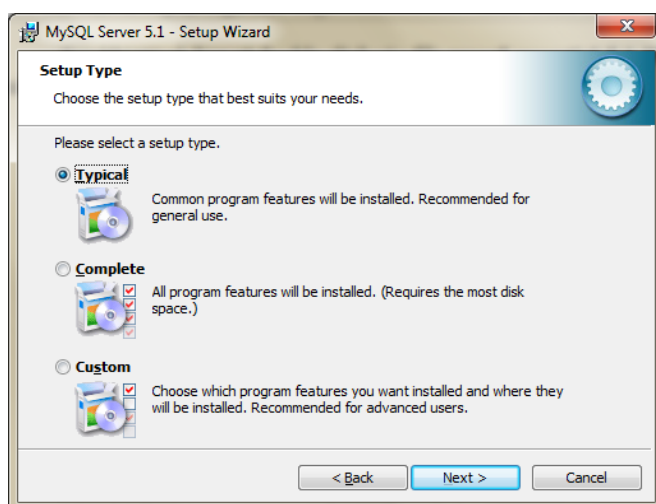 MySQL Server 5.1 - Setup Wizard
Setup Type
Choose the setup type that best suits your needs.
Please select a setup type.
Typical
Common program features will be installed. Recommended for
general use.
Complete
All program features will be installed. (Requires the most disk
space.)
Custom
Choose which program features you want installed and where they
will be installed. Recommended for advanced users.
< Back
Next >
Cancel